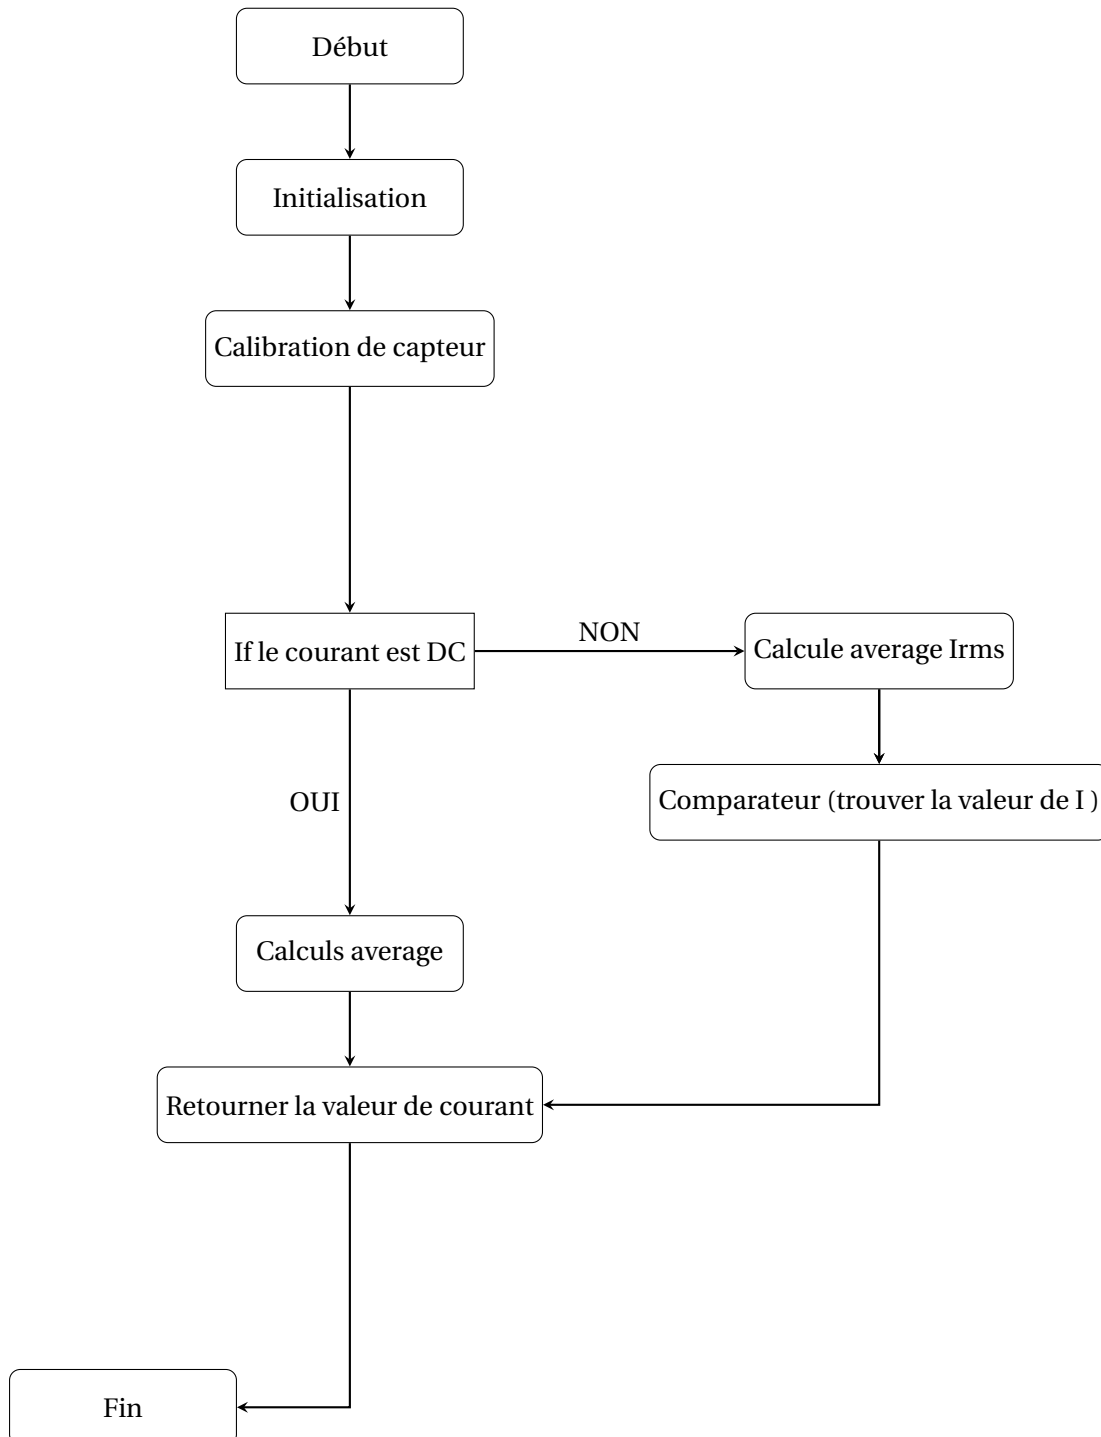 Début
Initialisation
Calibration de capteur
If le courant est DC
NON
Calcule average Irms
Comparateur (trouver la valeur de I )
OUI
Calculs average
Retourner la valeur de courant
Fin